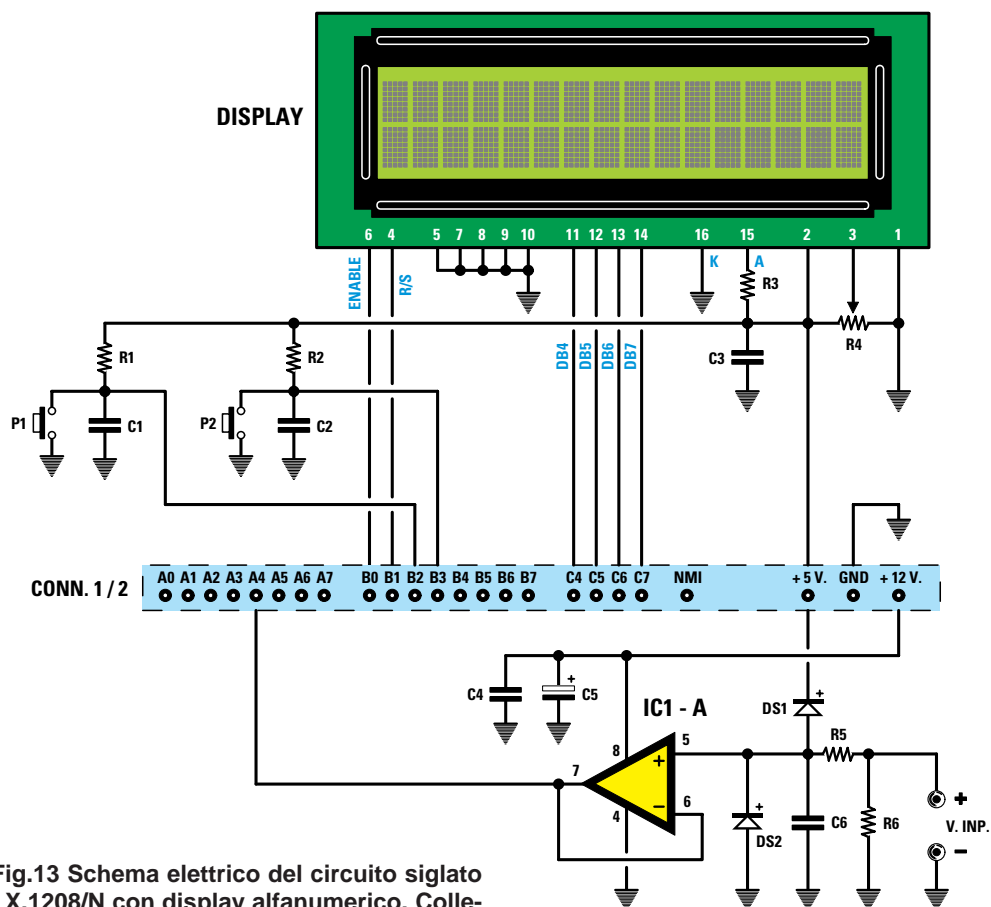 DISPLAY
6 4 5 7 8 9 10 11 12 13 14 16 15 2 3 1
ENABLE
R/S
K
A
R3
R4
C3
DB4
DB5
DB6
DB7
R1
R2
P1
C1
P2
C2
CONN. 1 / 2
A0 A1 A2 A3 A4 A5 A6 A7 B0 B1 B2 B3 B4 B5 B6 B7 C4 C5 C6 C7 NMI + 5 V. GND + 12 V.
C4
+
C5
IC1 - A
DS1
+
R5
8
5
7
+
−
6
4
+
DS2
C6
R6
+
V. INP.
−
Fig.13 Schema elettrico del circuito siglato
X.1208/N con display alfanumerico. Colle-